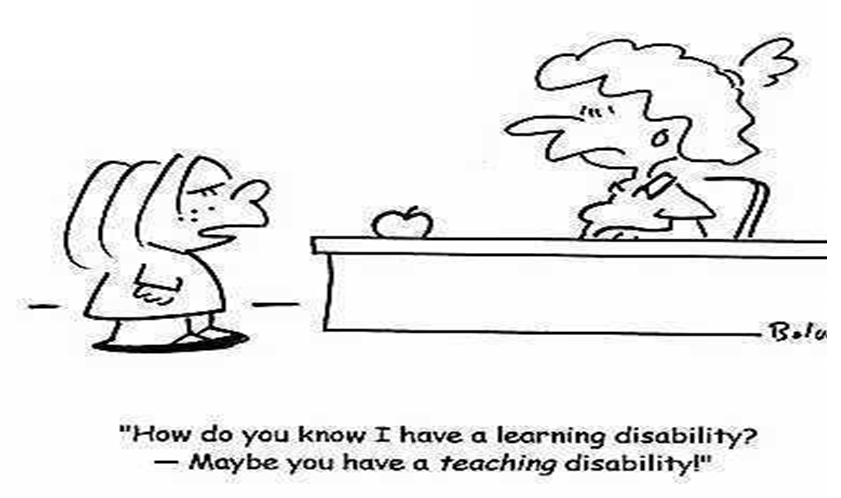 "How do you know I have a learning disability?
— Maybe you have a teaching disability!"